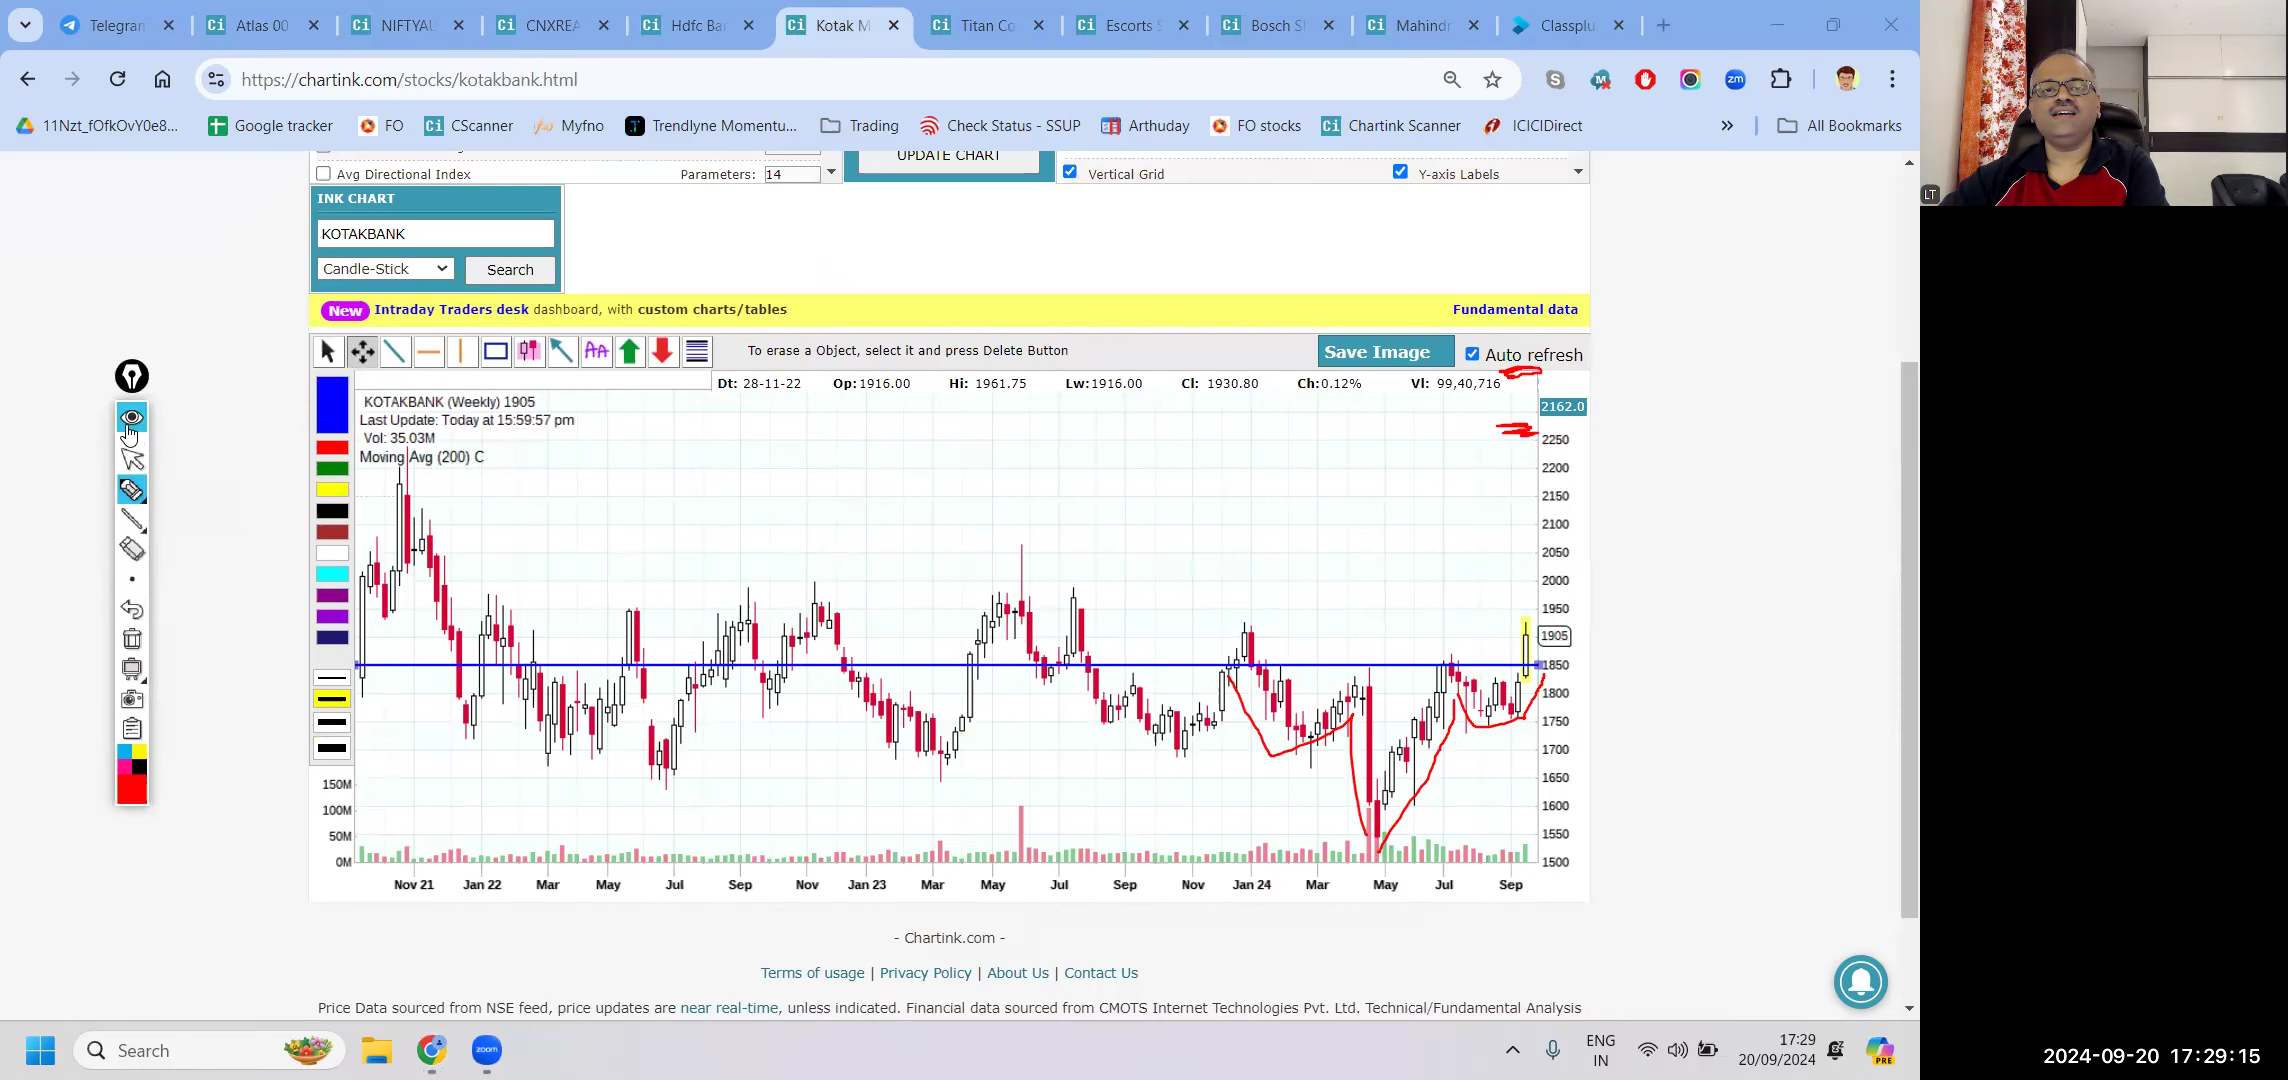 Telegram
Atlas 00
NIFTYAU
CNXREA
Hdfc Ban
Kotak M
Titan Co
Escorts S
Bosch Sh
Mahindr
Classplu
https://chartink.com/stocks/kotakbank.html
11Nzt_fOfkOvY0e8...
Google tracker
FO
CScanner
Myfno
Trendlyne Momentu...
Trading
Check Status - SSUP
Arthuday
FO stocks
Chartink Scanner
ICICIDirect
All Bookmarks
LT
UPDATE CHART
Avg Directional Index Parameters: 14
Vertical Grid
Y-axis Labels
INK CHART
KOTAKBANK
Candle-Stick
Search
New Intraday Traders desk dashboard, with custom charts/tables
Fundamental data
To erase a Object, select it and press Delete Button
Save Image
Auto refresh
Dt: 28-11-22 Op: 1916.00 Hi: 1961.75 Lw: 1916.00 Cl: 1930.80 Ch: 0.12% Vl: 99,40,716
KOTAKBANK (Weekly) 1905
Last Update: Today at 15:59:57 pm
Vol: 35.03M
Moving Avg (200) C
2162.0
2250
2200
2150
2100
2050
2000
1950
1905
1850
1800
1750
1700
1650
1600
1550
1500
150M
100M
50M
0M
Nov 21 Jan 22 Mar May Jul Sep Nov Jan 23 Mar May Jul Sep Nov Jan 24 Mar May Jul Sep
- Chartink.com -
Terms of usage | Privacy Policy | About Us | Contact Us
Price Data sourced from NSE feed, price updates are near real-time, unless indicated. Financial data sourced from CMOTS Internet Technologies Pvt. Ltd. Technical/Fundamental Analysis
Search
zoom
ENG
IN
17:29
20/09/2024
PRE
2024-09-20 17:29:15